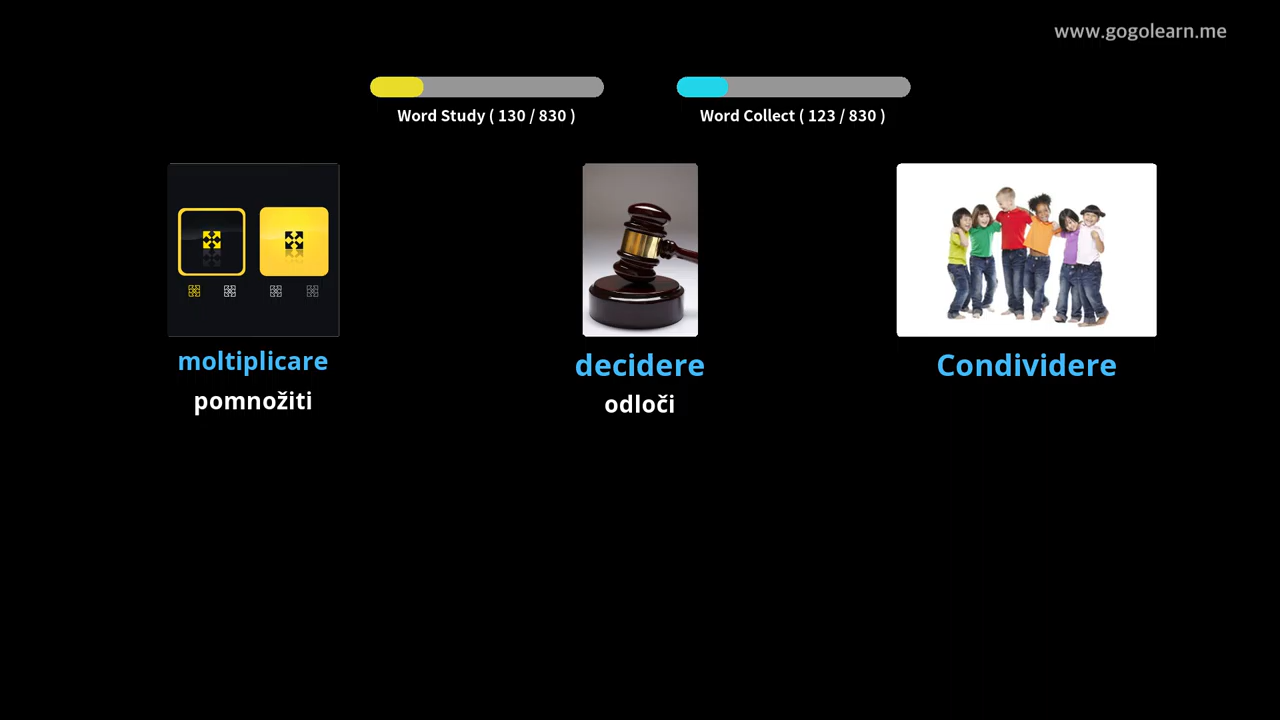 www.gogolearn.me
Word Study ( 130 / 830 )
Word Collect ( 123 / 830 )
moltiplicare
pomnožiti
decidere
odloči
Condividere